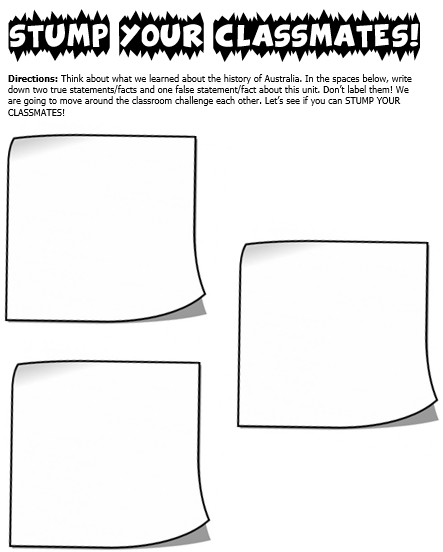 STUMP YOUR CLASSMATES!
Directions: Think about what we learned about the history of Australia. In the spaces below, write
down two true statements/facts and one false statement/fact about this unit. Don't label them! We
are going to move around the classroom challenge each other. Let's see if you can STUMP YOUR
CLASSMATES!